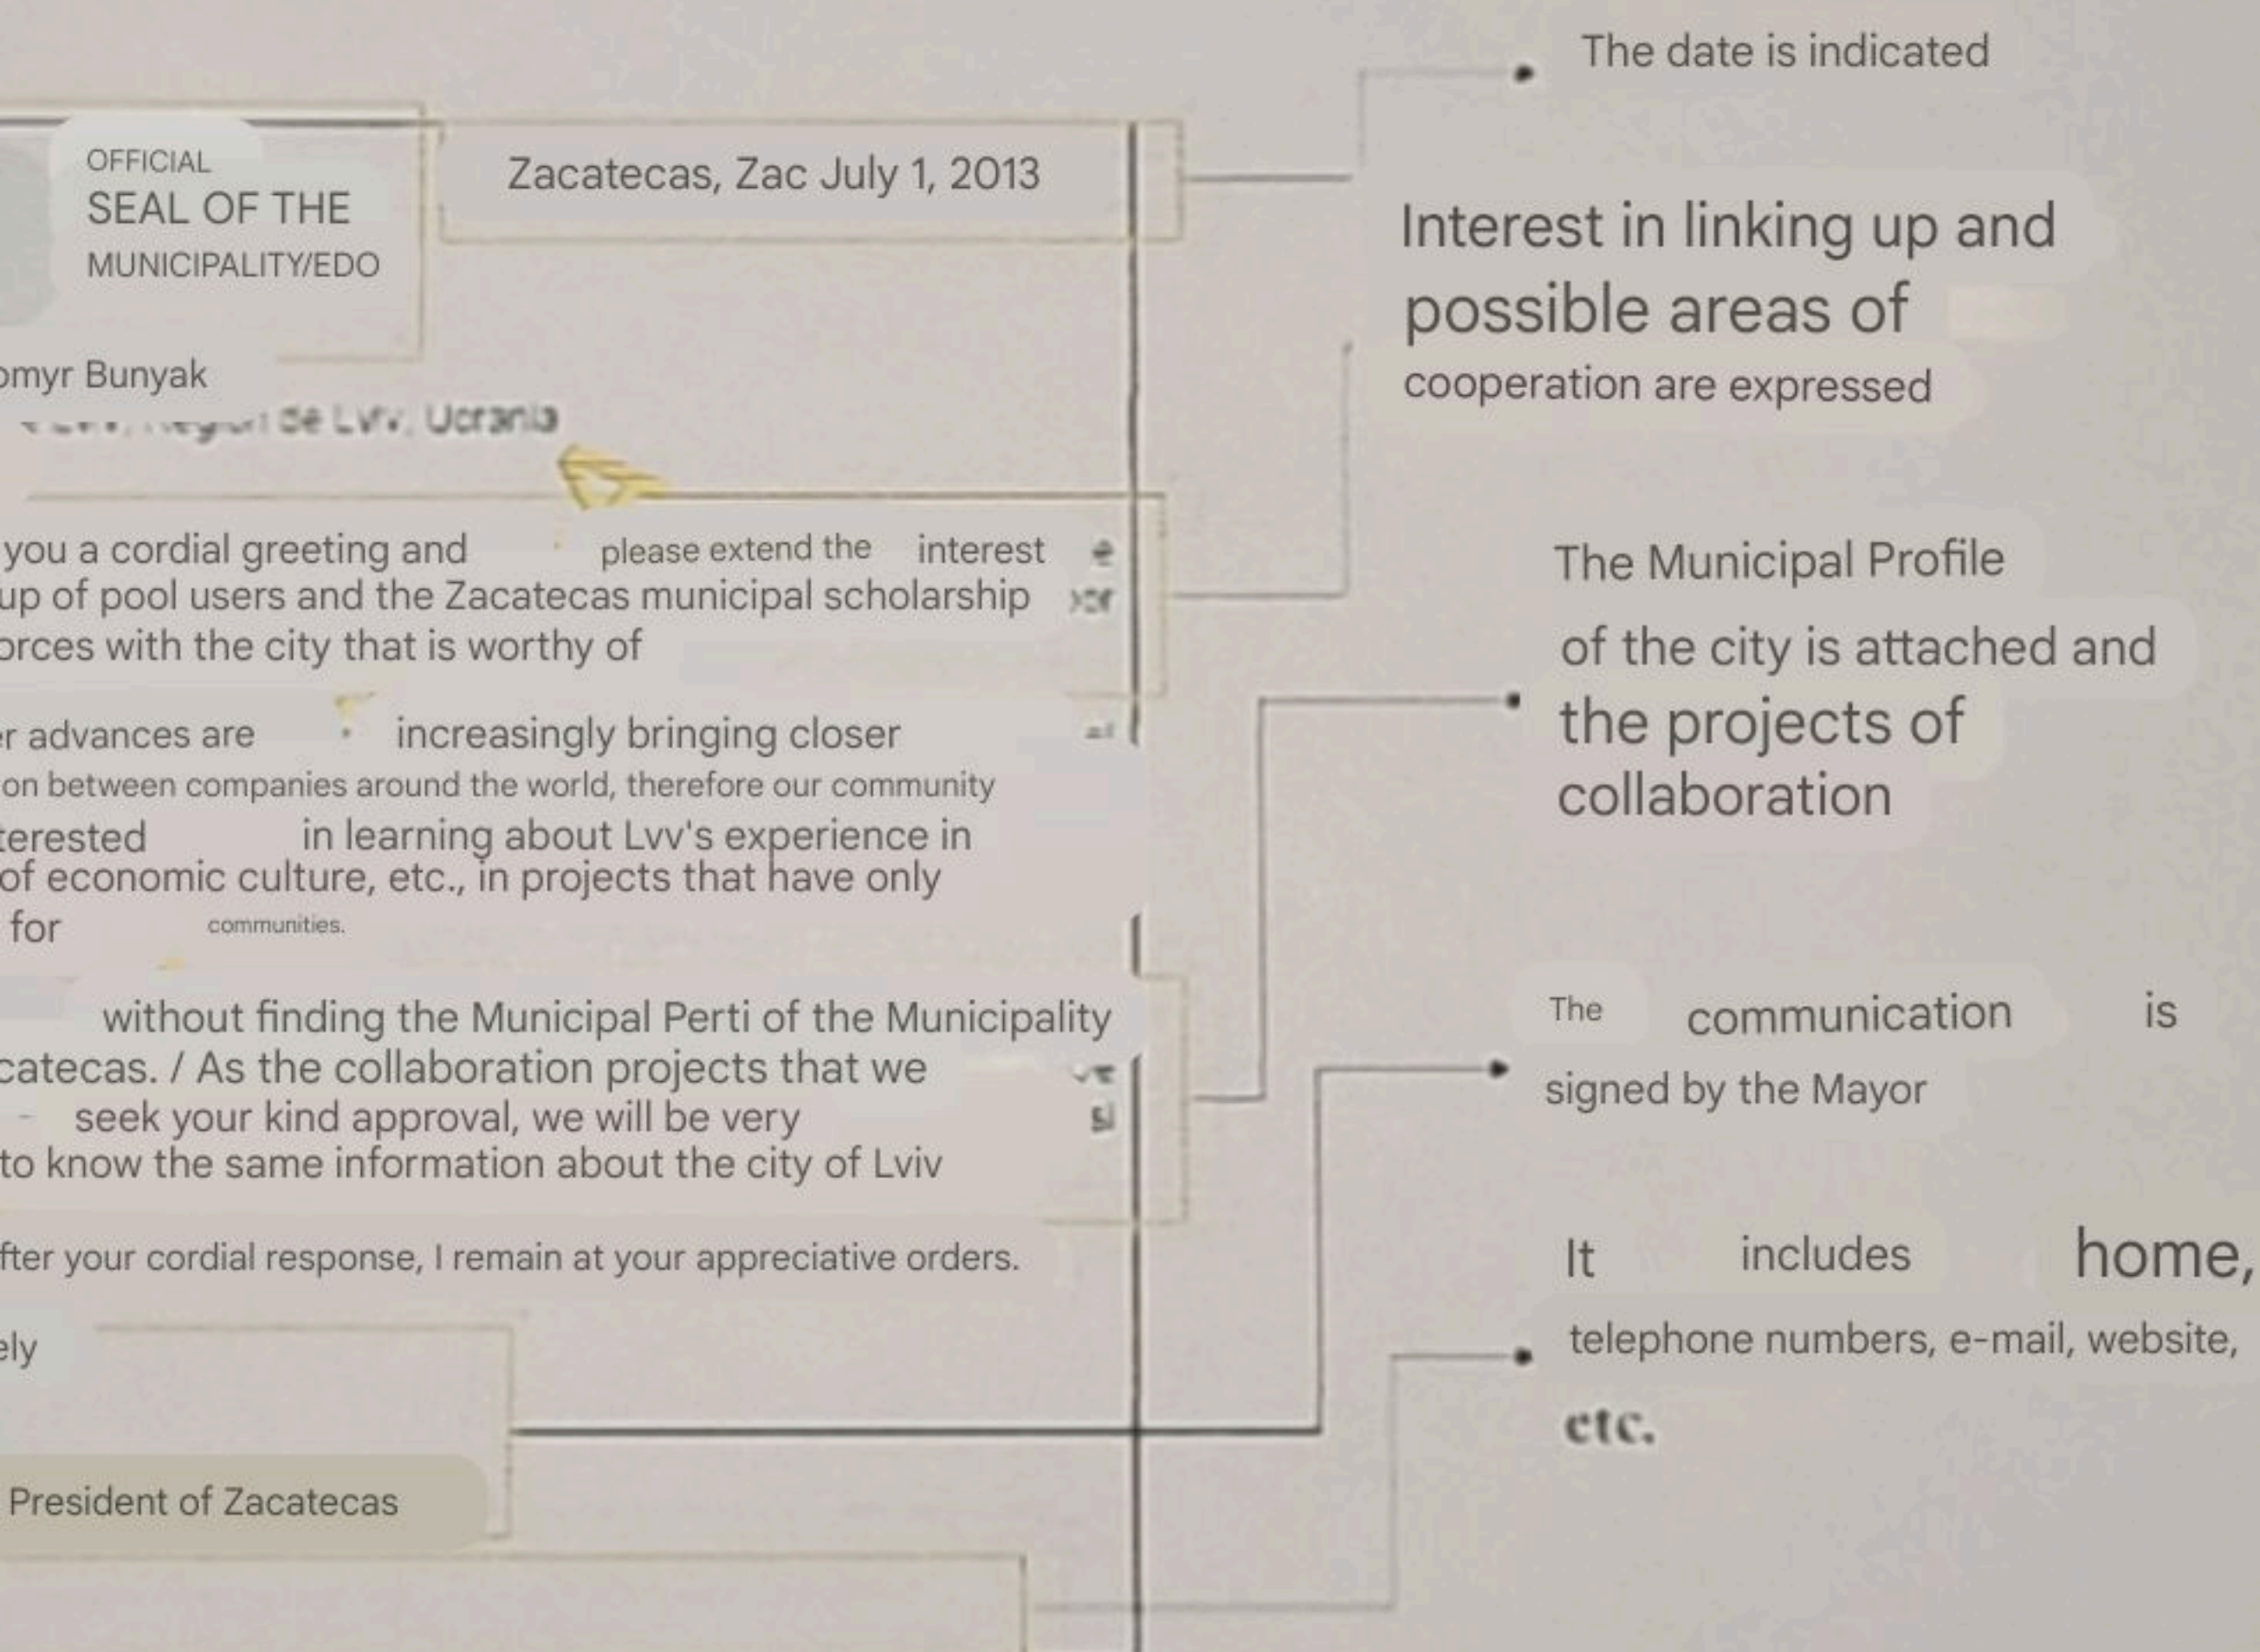 The date is indicated
OFFICIAL
SEAL OF THE
MUNICIPALITY/EDO
Zacatecas, Zac July 1, 2013
Interest in linking up and
possible areas of
cooperation are expressed
omyr Bunyak
de Lviv, Ucrania
you a cordial greeting and please extend the interest
up of pool users and the Zacatecas municipal scholarship
orces with the city that is worthy of
The Municipal Profile
of the city is attached and
the projects of
collaboration
er advances are increasingly bringing closer
on between companies around the world, therefore our community
terested in learning about Lvv's experience in
of economic culture, etc., in projects that have only
for communities.
without finding the Municipal Perti of the Municipality
catecas. / As the collaboration projects that we
seek your kind approval, we will be very
to know the same information about the city of Lviv
The communication is
signed by the Mayor
fter your cordial response, I remain at your appreciative orders.
ely
President of Zacatecas
It includes home,
telephone numbers, e-mail, website,
etc.